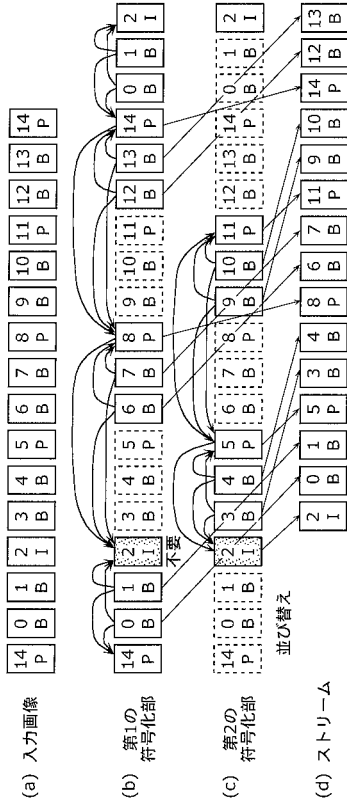 (a) 入力画像
14 0 1 2 3 4 5 6 7 8 9 10 11 12 13 14
P B B I B B P B B P B B P B B P
(b) 第1の
符号化部
14 0 1 2 3 4 5 6 7 8 9 10 11 12 13 14 0 1 2
P B B I B B P B B P B B P B B P B B I
不要
(c) 第2の
符号化部
14 0 1 2 3 4 5 6 7 8 9 10 11 12 13 14 0 1 2
P B B I B B P B B P B B P B B P B B I
並び替え
(d) ストリーム
2 0 1 5 3 4 8 6 7 11 9 10 14 12 13
I B B P B B P B B P B B P B B